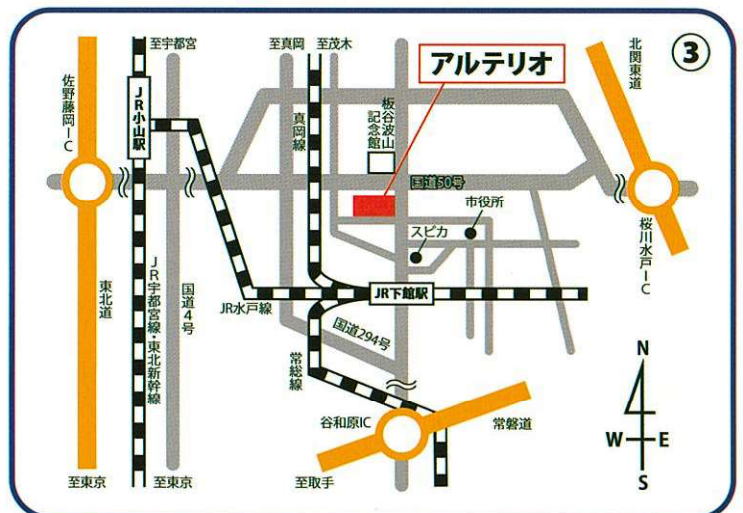 至宇都宮
至真岡
至茂木
アルテリオ
③
北関東道
佐野藤岡IC
JR小山駅
真岡線
板谷波山
記念館
国道50号
市役所
スピカ
桜川水戸IC
東北道
JR宇都宮線・東北新幹線
国道4号
JR水戸線
JR下館駅
国道294号
常総線
谷和原IC
常磐道
至東京
至東京
至取手
N
W
E
S